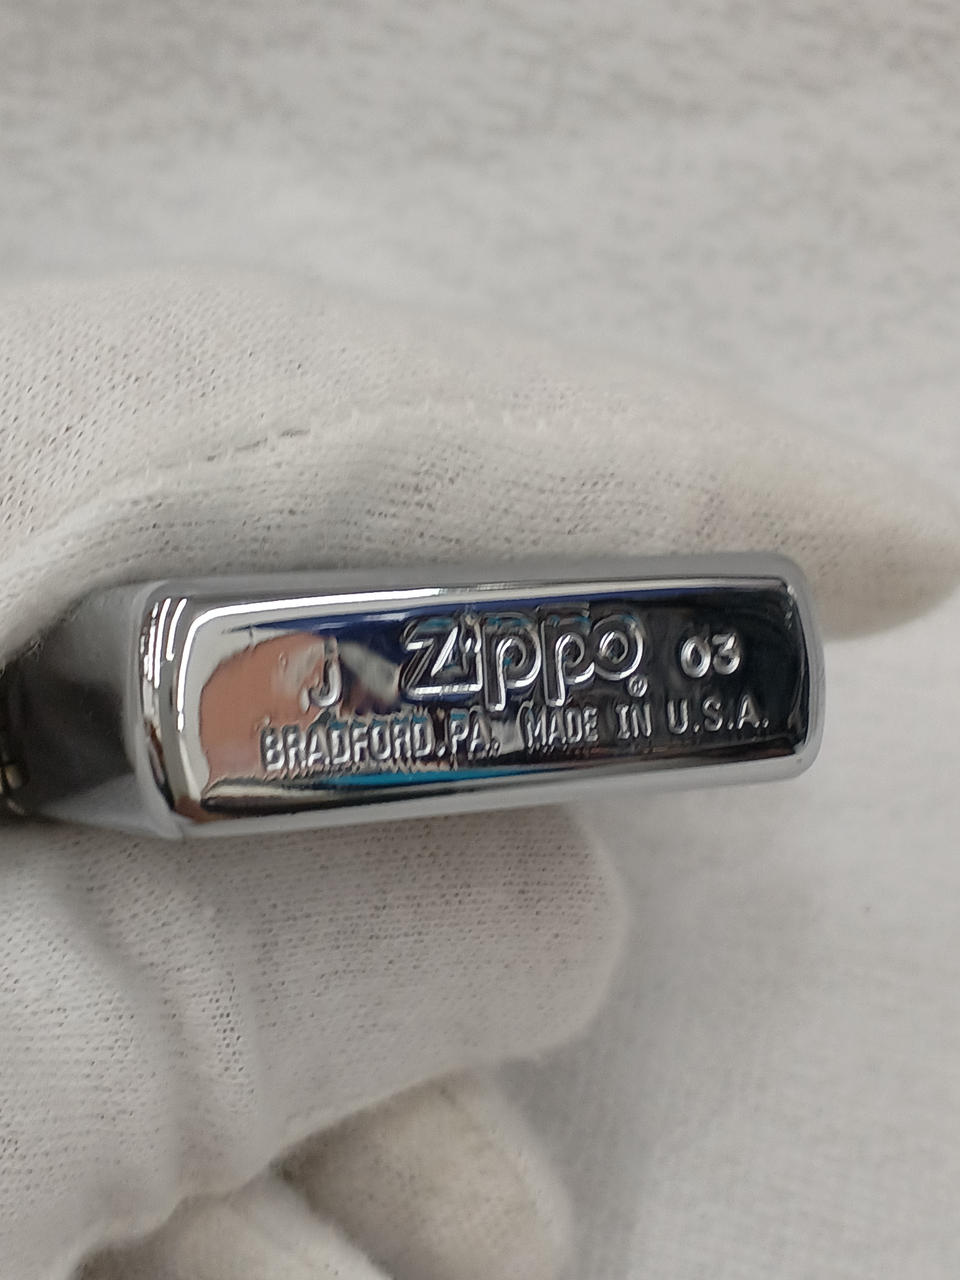 J Zippo® 03
BRADFORD,PA. MADE IN U.S.A.